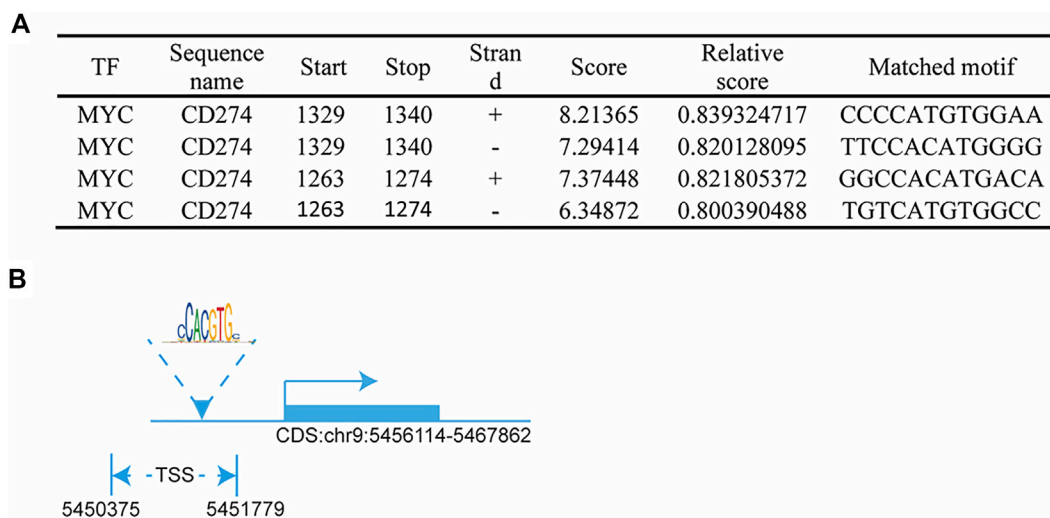 A
TF Sequence name Start Stop Stran d Score Relative score Matched motif
MYC CD274 1329 1340 + 8.21365 0.839324717 CCCCATGTGGAA
MYC CD274 1329 1340 - 7.29414 0.820128095 TTCCACATGGGG
MYC CD274 1263 1274 + 7.37448 0.821805372 GGCCACATGACA
MYC CD274 1263 1274 - 6.34872 0.800390488 TGTCATGTGGCC
B
CCACGTGC
CDS:chr9:5456114-5467862
TSS
5450375 5451779